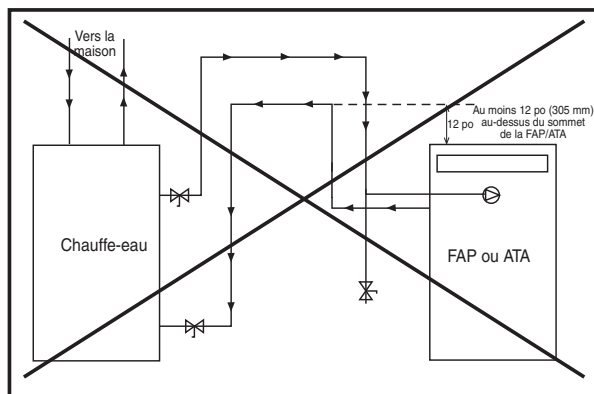 Vers la
maison
Au moins 12 po (305 mm)
au-dessus du sommet
de la FAP/ATA
12 po
Chauffe-eau
FAP ou ATA